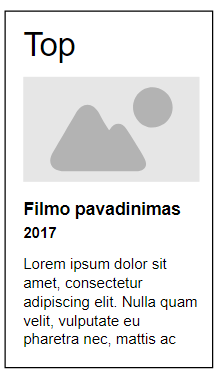 Top
Filmo pavadinimas
2017
Lorem ipsum dolor sit
amet, consectetur
adipiscing elit. Nulla quam
velit, vulputate eu
pharetra nec, mattis ac